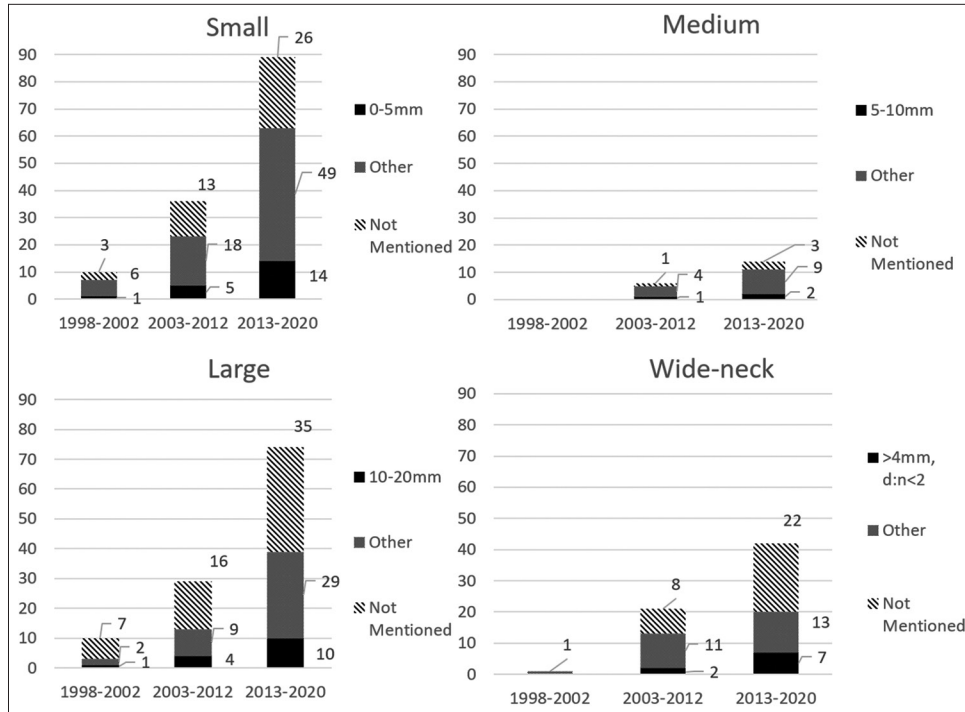 Small
90
80
70
60
50
40
30
20
10
0
3
6
1
13
18
5
26
49
14
1998-2002 2003-2012 2013-2020
0-5mm
Other
Not
Mentioned
Medium
90
80
70
60
50
40
30
20
10
0
1
4
1
3
9
2
1998-2002 2003-2012 2013-2020
5-10mm
Other
Not
Mentioned
Large
90
80
70
60
50
40
30
20
10
0
7
2
1
16
9
4
35
29
10
1998-2002 2003-2012 2013-2020
10-20mm
Other
Not
Mentioned
Wide-neck
90
80
70
60
50
40
30
20
10
0
1
8
11
2
22
13
7
1998-2002 2003-2012 2013-2020
>4mm,
d:n<2
Other
Not
Mentioned